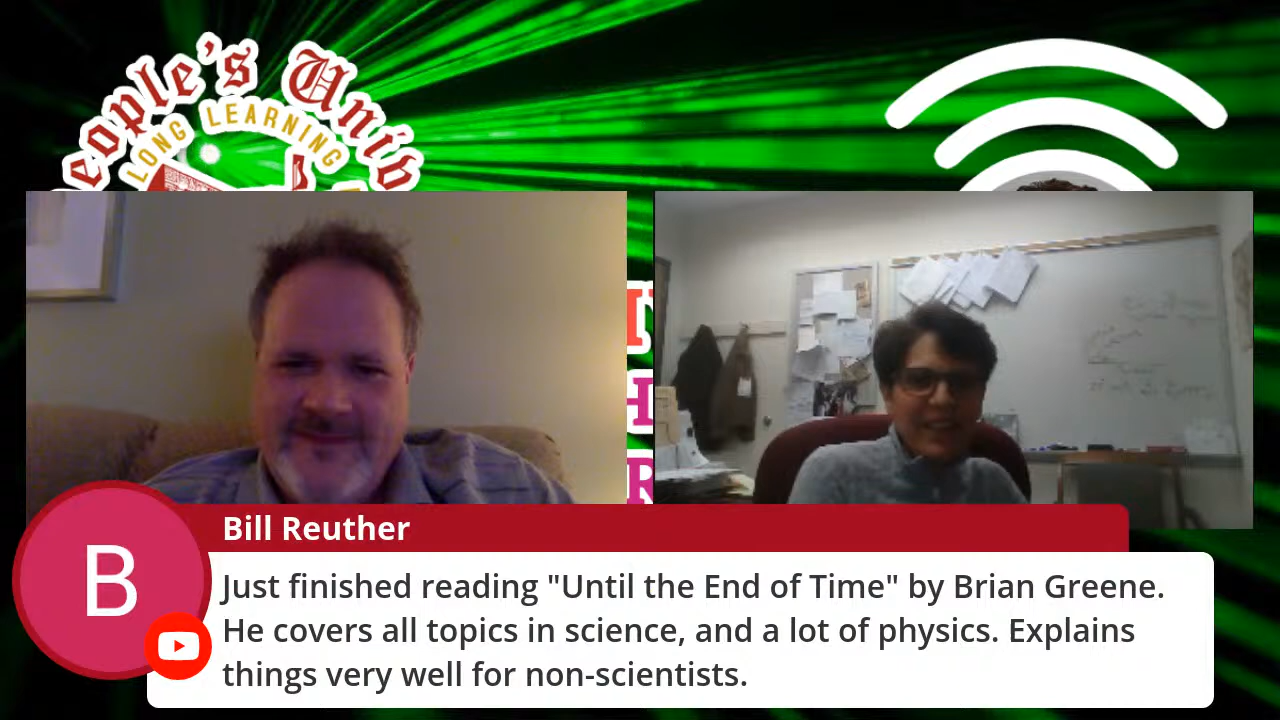 eople's Univ
LONG LEARNING
Bill Reuther
B
Just finished reading "Until the End of Time" by Brian Greene.
He covers all topics in science, and a lot of physics. Explains
things very well for non-scientists.